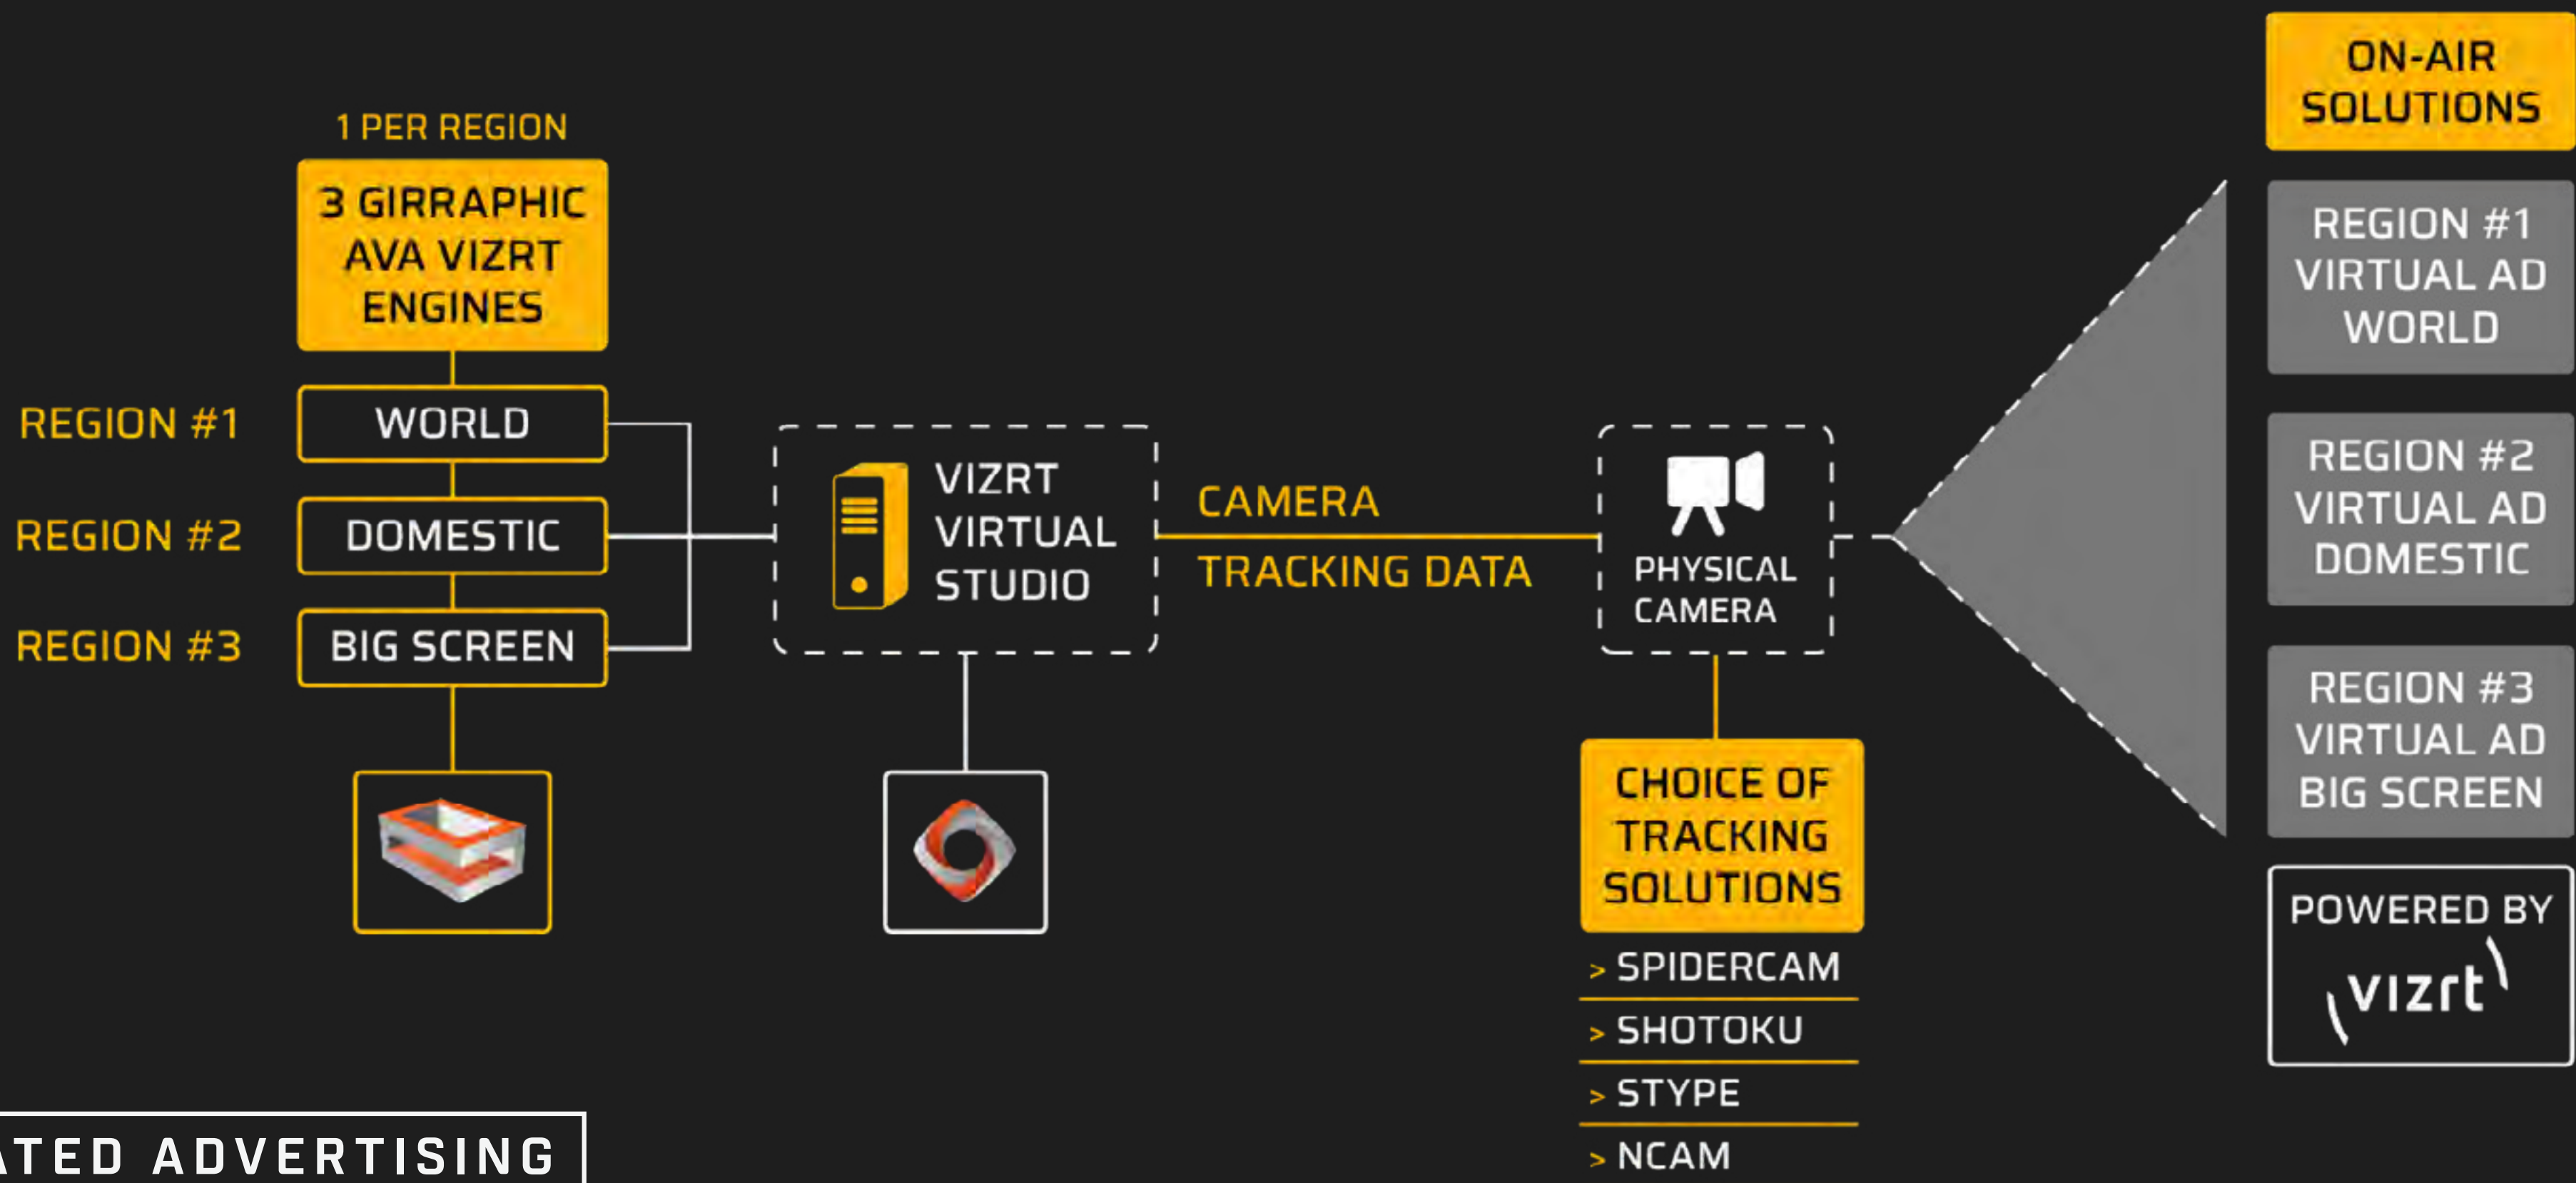 1 PER REGION
3 GIRRAPHIC
AVA VIZRT
ENGINES
REGION #1
WORLD
REGION #2
DOMESTIC
REGION #3
BIG SCREEN
VIZRT
VIRTUAL
STUDIO
CAMERA
TRACKING DATA
PHYSICAL
CAMERA
CHOICE OF
TRACKING
SOLUTIONS
> SPIDERCAM
> SHOTOKU
> STYPE
> NCAM
ON-AIR
SOLUTIONS
REGION #1
VIRTUAL AD
WORLD
REGION #2
VIRTUAL AD
DOMESTIC
REGION #3
VIRTUAL AD
BIG SCREEN
POWERED BY
vizrt
ADVERTISING